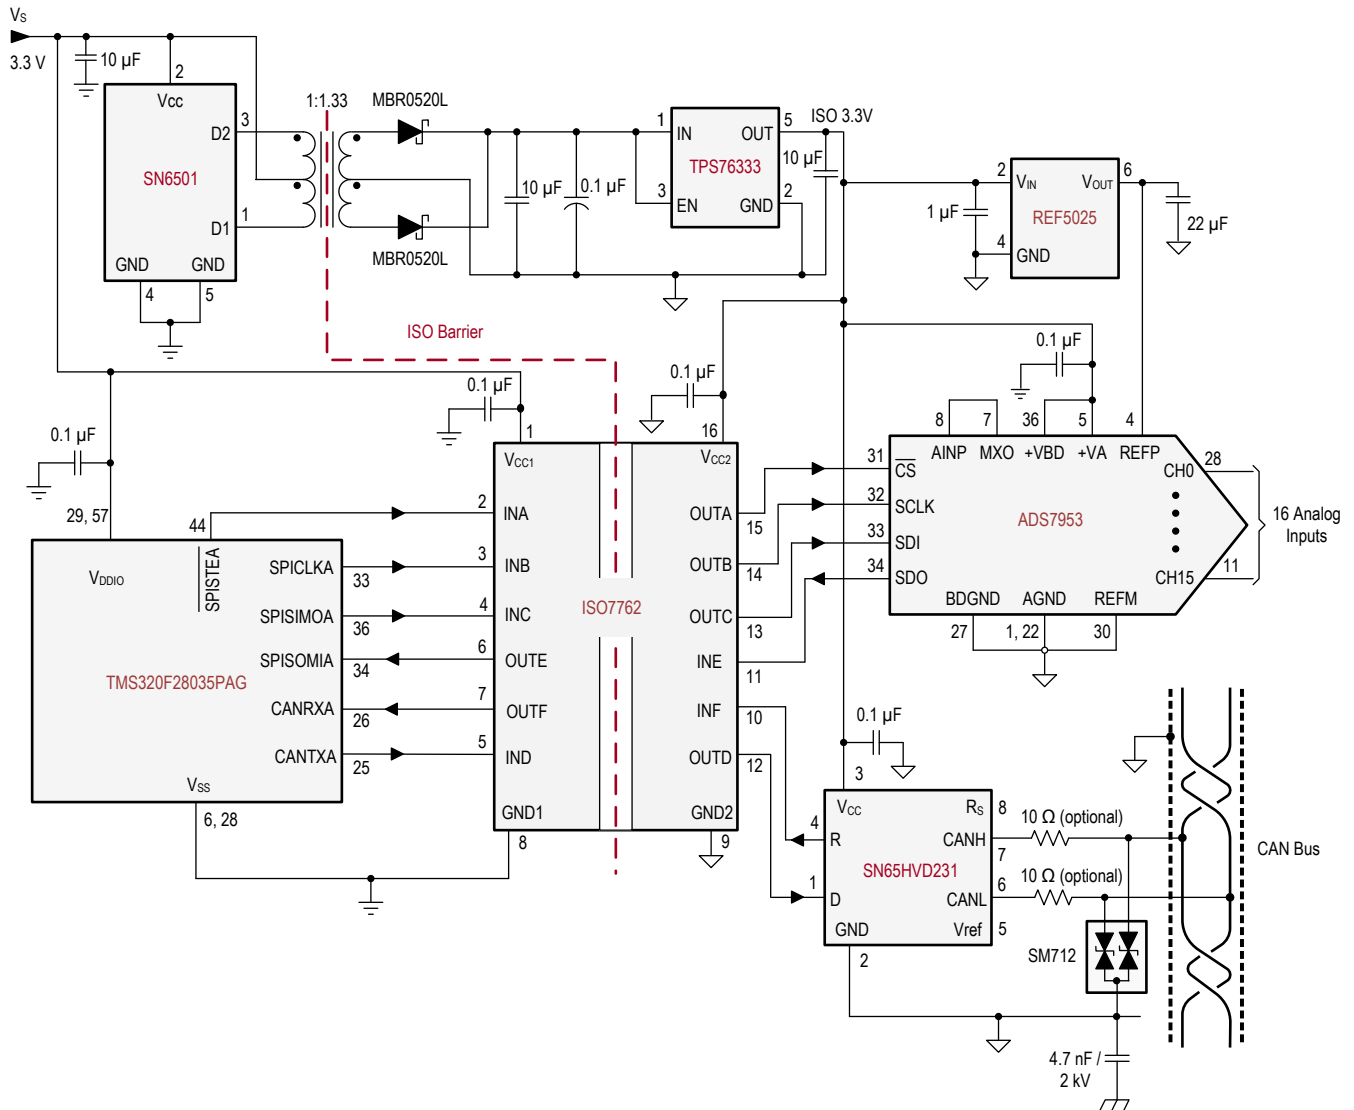 VS
3.3 V
10 µF
2
Vcc
D2
3
SN6501
D1
1
GND
GND
4
5
1:1.33
MBR0520L
MBR0520L
10 µF
0.1 µF
1
IN
OUT
5
TPS76333
3
EN
GND
2
ISO 3.3V
10 µF
2
VIN
VOUT
6
REF5025
1 µF
4
GND
22 µF
ISO Barrier
0.1 µF
0.1 µF
0.1 µF
0.1 µF
29, 57
44
VDDIO
SPISTEA
SPICLKA
33
SPISIMOA
36
SPISOMIA
34
TMS320F28035PAG
CANRXA
26
CANTXA
25
VSS
6, 28
1
VCC1
2
INA
3
INB
4
INC
6
OUTE
7
OUTF
5
IND
GND1
8
ISO7762
16
VCC2
OUTA
15
OUTB
14
OUTC
13
INE
11
INF
10
OUTD
12
GND2
9
8
7
36
5
4
AINP
MXO
+VBD
+VA
REFP
31
CS
32
SCLK
33
SDI
34
SDO
ADS7953
CH0
28
CH15
11
16 Analog
Inputs
BDGND
AGND
REFM
27
1, 22
30
0.1 µF
3
VCC
RS
8
4
R
CANH
7
SN65HVD231
1
D
CANL
6
GND
Vref
5
2
10 Ω (optional)
10 Ω (optional)
SM712
CAN Bus
4.7 nF /
2 kV